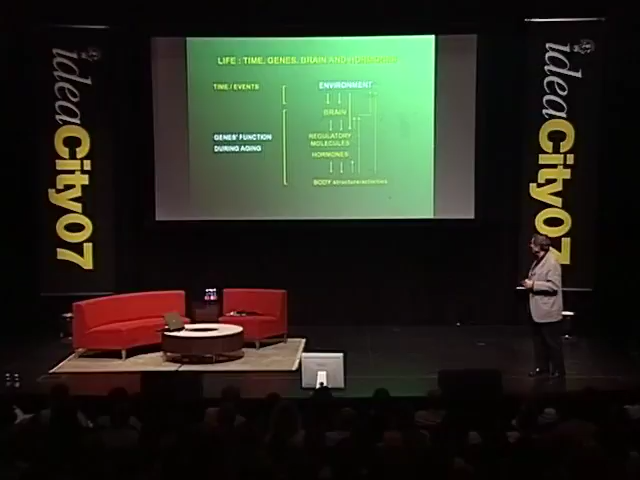 ideaCity07
LIFE : TIME, GENES, BRAIN AND HORMONES
TIME / EVENTS
ENVIRONMENT
BRAIN
GENES' FUNCTION
DURING AGING
REGULATORY
MOLECULES
HORMONES
BODY structure/activities
ideaCity07